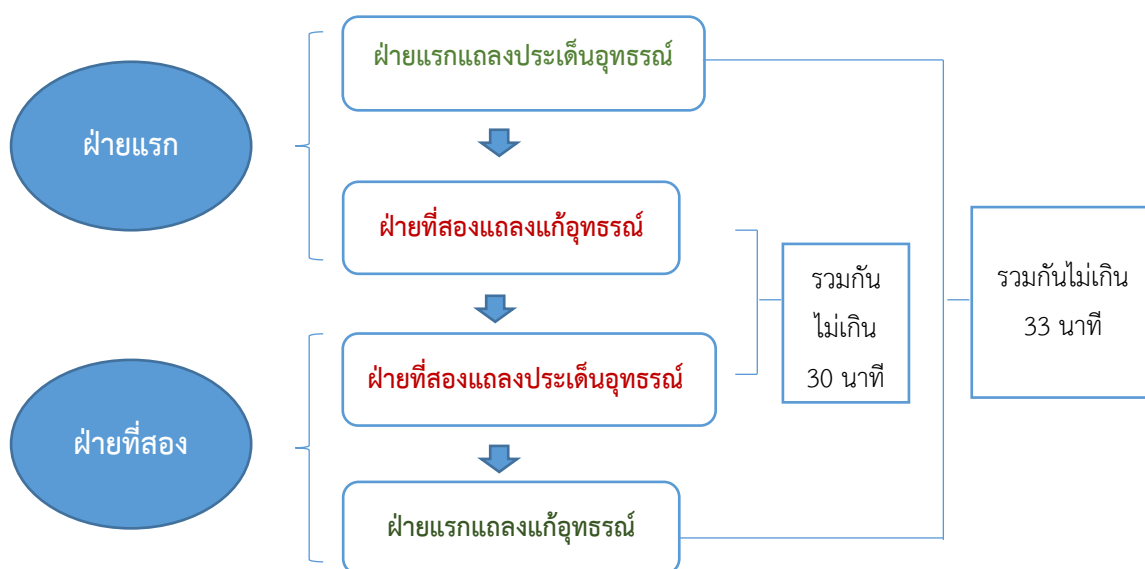 ฝ่ายแรก
ฝ่ายแรกแถลงประเด็นอุทธรณ์
ฝ่ายที่สองแถลงแก้อุทธรณ์
ฝ่ายที่สอง
ฝ่ายที่สองแถลงประเด็นอุทธรณ์
ฝ่ายแรกแถลงแก้อุทธรณ์
รวมกัน
ไม่เกิน
30 นาที
รวมกันไม่เกิน
33 นาที